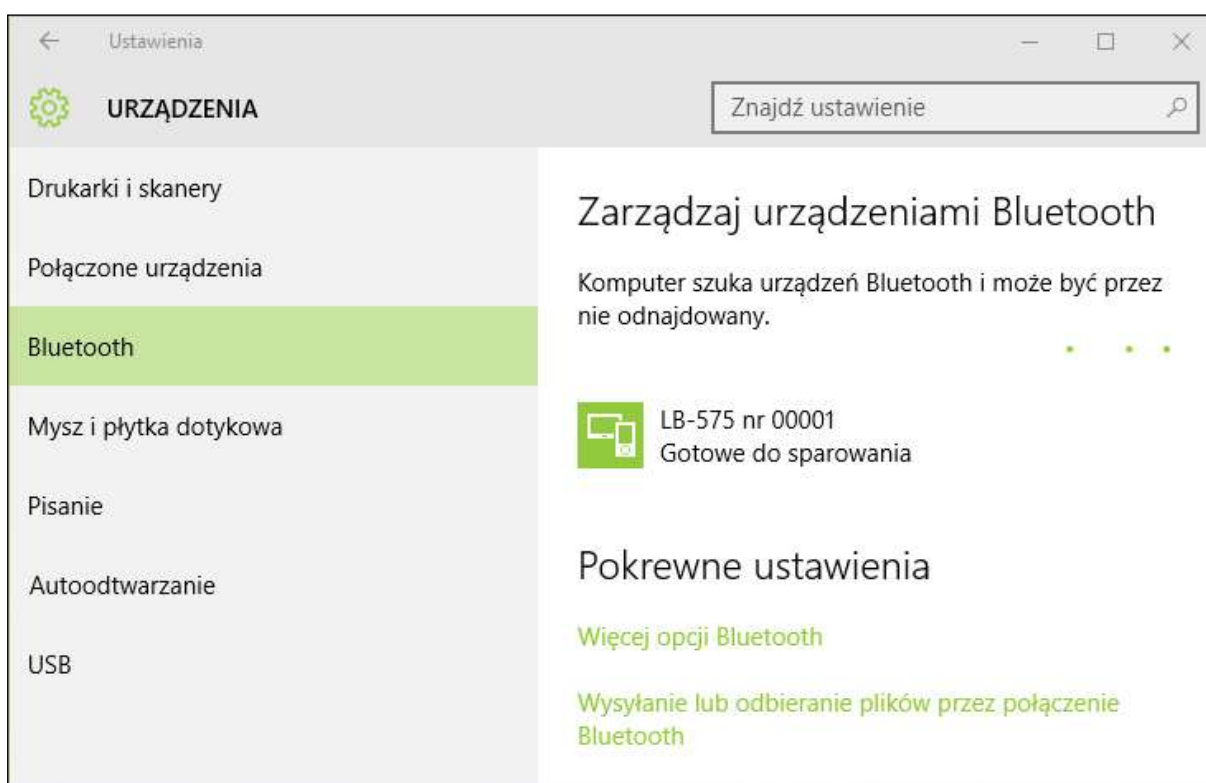 Ustawienia
URZĄDZENIA
Znajdź ustawienie
Drukarki i skanery
Połączone urządzenia
Bluetooth
Mysz i płytka dotykowa
Pisanie
Autoodtwarzanie
USB
Zarządzaj urządzeniami Bluetooth
Komputer szuka urządzeń Bluetooth i może być przez
nie odnajdowany.
LB-575 nr 00001
Gotowe do sparowania
Pokrewne ustawienia
Więcej opcji Bluetooth
Wysyłanie lub odbieranie plików przez połączenie
Bluetooth